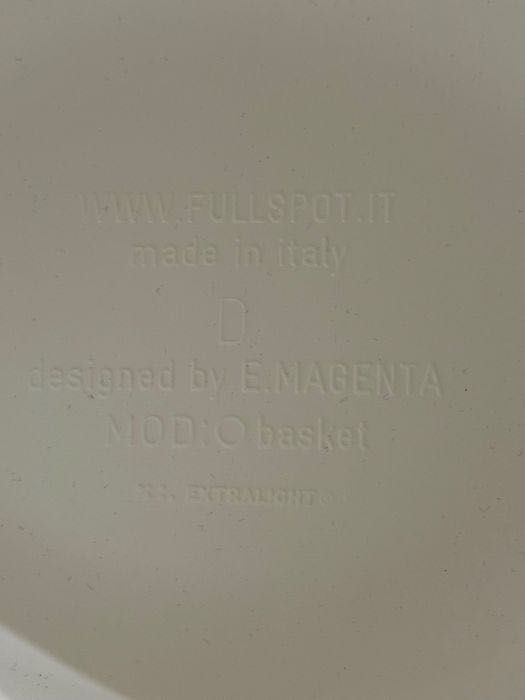 WWW.FULLSPOT.IT
made in italy
D
designed by E.MAGENTA
MOD:O basket
EXTRALIGHT®